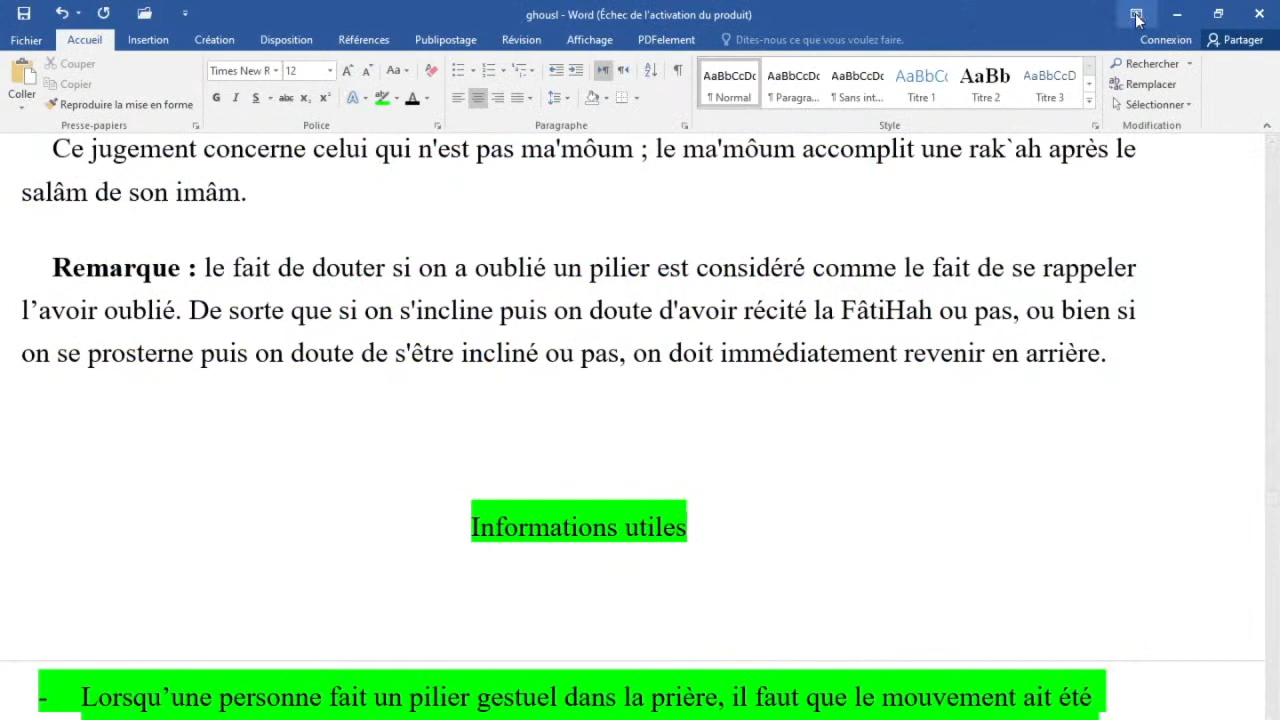 ghousl - Word (Échec de l'activation du produit)
Fichier Accueil Insertion Création Disposition Références Publipostage Révision Affichage PDFelement Dites-nous ce que vous voulez faire. Connexion Partager
Coller
Couper
Copier
Reproduire la mise en forme
Presse-papiers
Times New R 12
Aa
G I S abc x₂ x²
A A
Police
Paragraphe
AaBbCcDc AaBbCcDc AaBbCcDc AaBbCc AaBb AaBbCcD
¶ Normal ¶ Paragra... ¶ Sans int... Titre 1 Titre 2 Titre 3
Style
Rechercher
Remplacer
Sélectionner
Modification
Ce jugement concerne celui qui n'est pas ma'môum ; le ma'môum accomplit une rak`ah après le
salâm de son imâm.
Remarque : le fait de douter si on a oublié un pilier est considéré comme le fait de se rappeler
l’avoir oublié. De sorte que si on s'incline puis on doute d'avoir récité la FâtiHah ou pas, ou bien si
on se prosterne puis on doute de s'être incliné ou pas, on doit immédiatement revenir en arrière.
Informations utiles
- Lorsqu’une personne fait un pilier gestuel dans la prière, il faut que le mouvement ait été